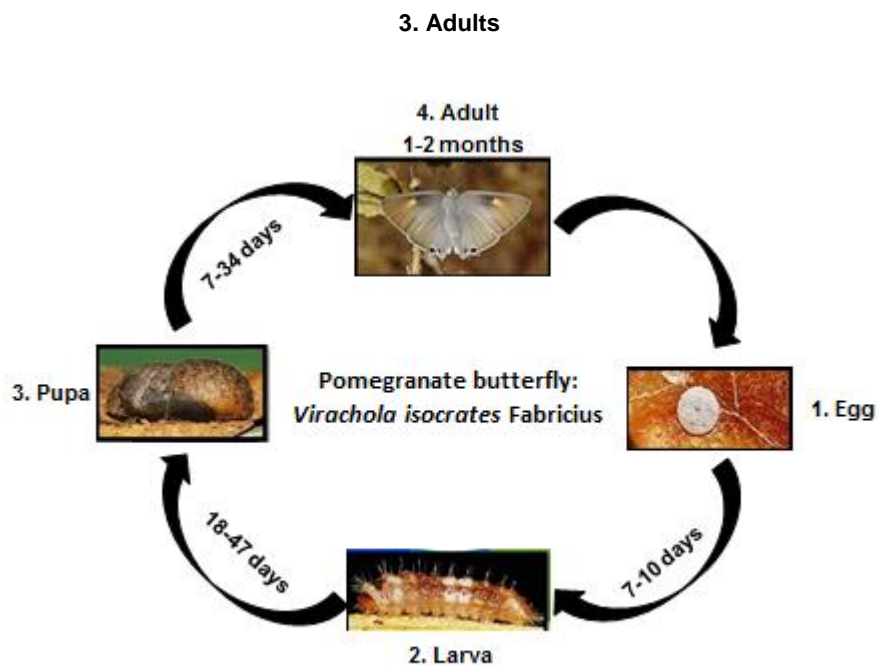 3. Adults
4. Adult
1-2 months
7-34 days
3. Pupa
Pomegranate butterfly:
Virachola isocrates Fabricius
1. Egg
18-47 days
7-10 days
2. Larva